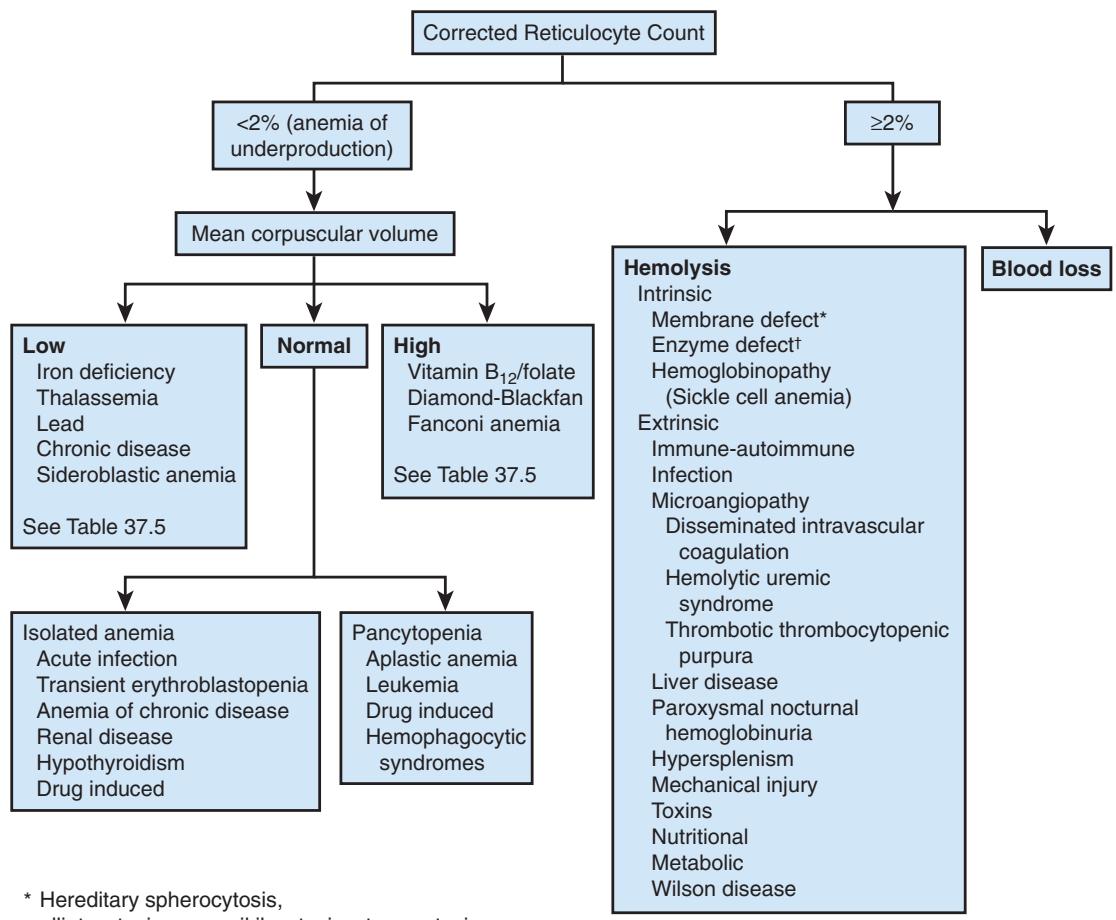 Corrected Reticulocyte Count
<2% (anemia of
underproduction)
≥2%
Mean corpuscular volume
Low
Iron deficiency
Thalassemia
Lead
Chronic disease
Sideroblastic anemia
See Table 37.5
Normal
High
Vitamin B12/folate
Diamond-Blackfan
Fanconi anemia
See Table 37.5
Isolated anemia
Acute infection
Transient erythroblastopenia
Anemia of chronic disease
Renal disease
Hypothyroidism
Drug induced
Pancytopenia
Aplastic anemia
Leukemia
Drug induced
Hemophagocytic
syndromes
Hemolysis
Intrinsic
Membrane defect*
Enzyme defect†
Hemoglobinopathy
(Sickle cell anemia)
Extrinsic
Immune-autoimmune
Infection
Microangiopathy
Disseminated intravascular
coagulation
Hemolytic uremic
syndrome
Thrombotic thrombocytopenic
purpura
Liver disease
Paroxysmal nocturnal
hemoglobinuria
Hypersplenism
Mechanical injury
Toxins
Nutritional
Metabolic
Wilson disease
Blood loss
* Hereditary spherocytosis,